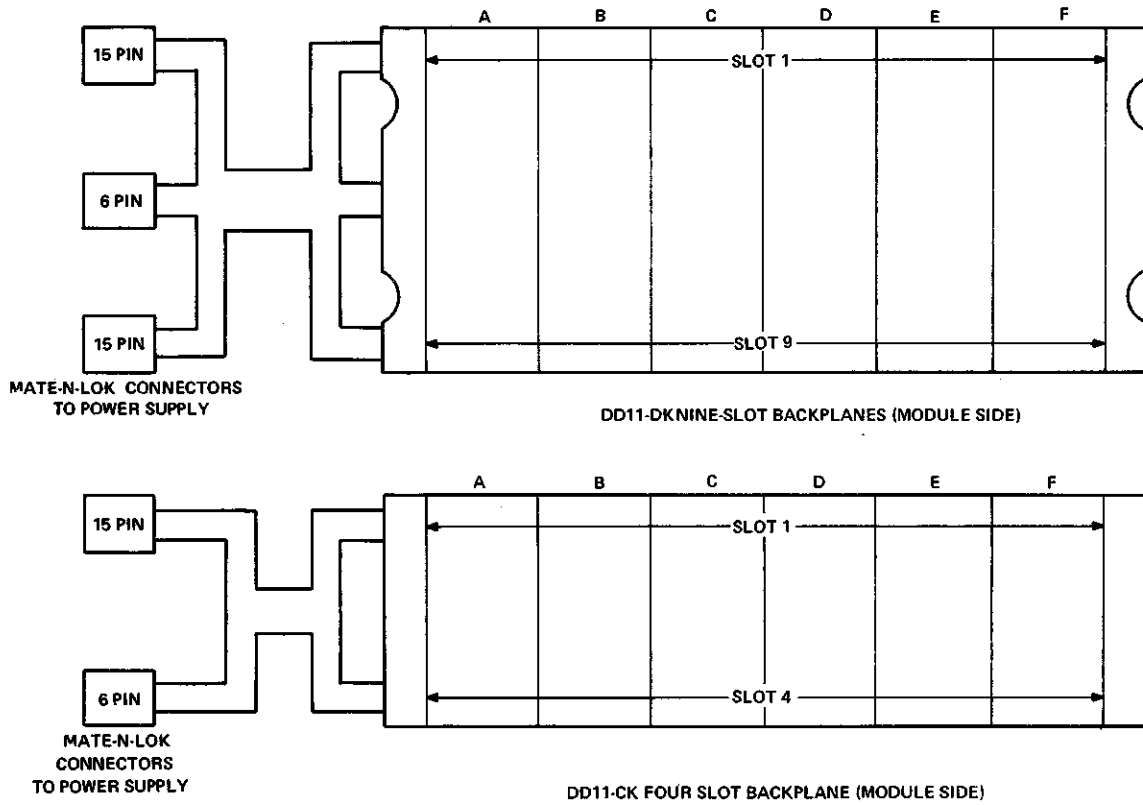 A B C D E F
15 PIN
SLOT 1
6 PIN
15 PIN
SLOT 9
MATE-N-LOK CONNECTORS
TO POWER SUPPLY
DD11-DKNINE-SLOT BACKPLANES (MODULE SIDE)
A B C D E F
15 PIN
SLOT 1
6 PIN
SLOT 4
MATE-N-LOK
CONNECTORS
TO POWER SUPPLY
DD11-CK FOUR SLOT BACKPLANE (MODULE SIDE)